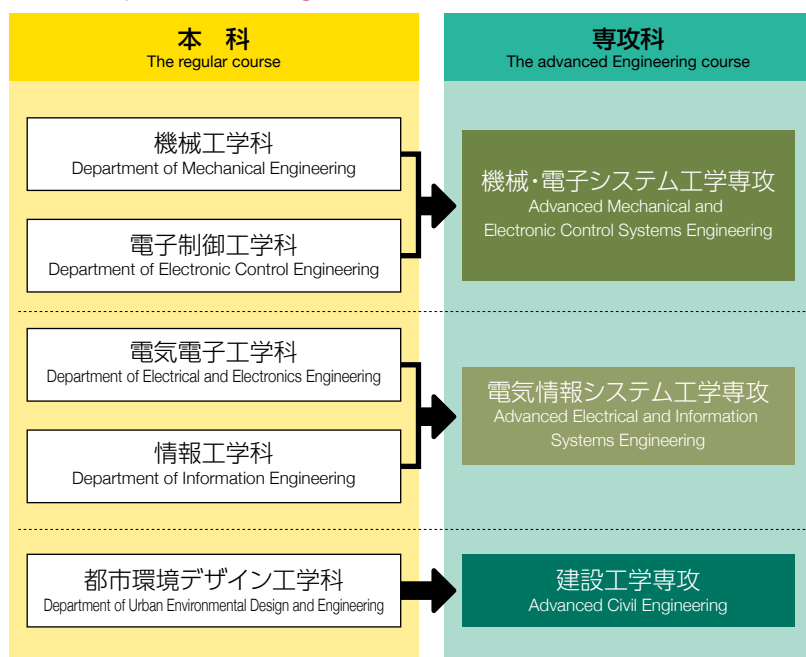 本 科
The regular course
専攻科
The advanced Engineering course
機械工学科
Department of Mechanical Engineering
電子制御工学科
Department of Electronic Control Engineering
機械・電子システム工学専攻
Advanced Mechanical and
Electronic Control Systems Engineering
電気電子工学科
Department of Electrical and Electronics Engineering
情報工学科
Department of Information Engineering
電気情報システム工学専攻
Advanced Electrical and Information
Systems Engineering
都市環境デザイン工学科
Department of Urban Environmental Design and Engineering
建設工学専攻
Advanced Civil Engineering